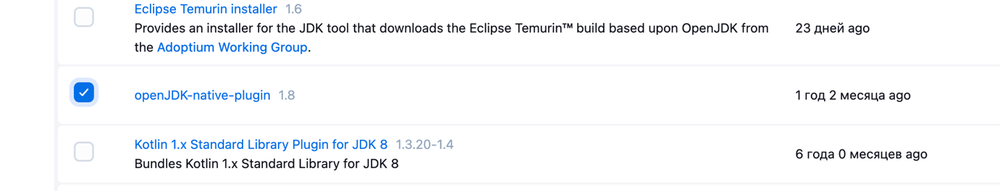 Eclipse Temurin installer 1.6
Provides an installer for the JDK tool that downloads the Eclipse Temurin™ build based upon OpenJDK from
the Adoptium Working Group.
23 дней ago
openJDK-native-plugin 1.8
1 год 2 месяца ago
Kotlin 1.x Standard Library Plugin for JDK 8 1.3.20-1.4
Bundles Kotlin 1.x Standard Library for JDK 8
6 года 0 месяцев ago